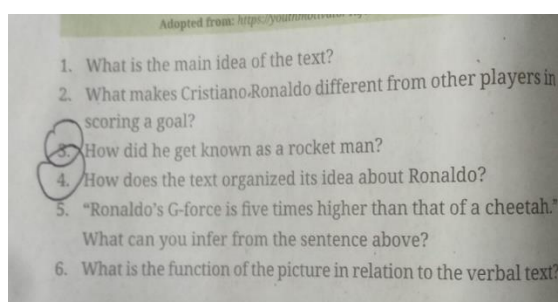 Adopted from:
1. What is the main idea of the text?
2. What makes Cristiano Ronaldo different from other players in
scoring a goal?
3. How did he get known as a rocket man?
4. How does the text organized its idea about Ronaldo?
5. “Ronaldo’s G-force is five times higher than that of a cheetah.”
What can you infer from the sentence above?
6. What is the function of the picture in relation to the verbal text?